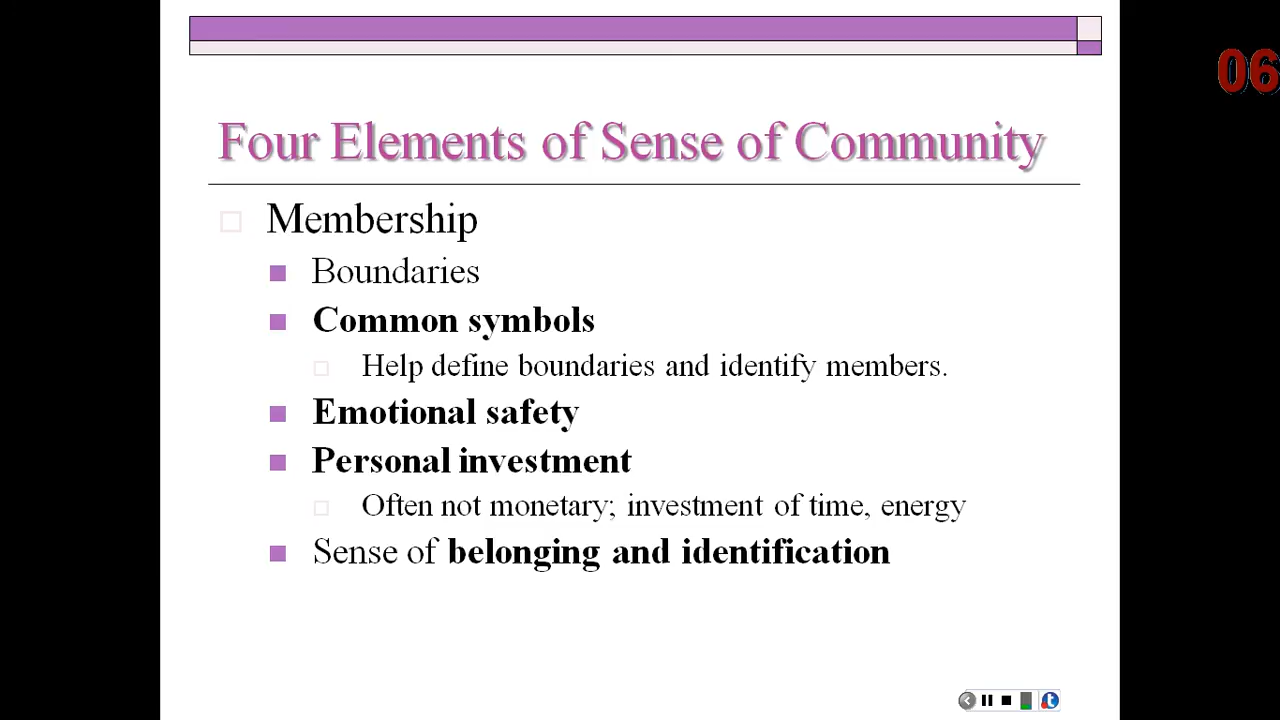 06
Four Elements of Sense of Community
Membership
Boundaries
Common symbols
Help define boundaries and identify members.
Emotional safety
Personal investment
Often not monetary; investment of time, energy
Sense of belonging and identification
t